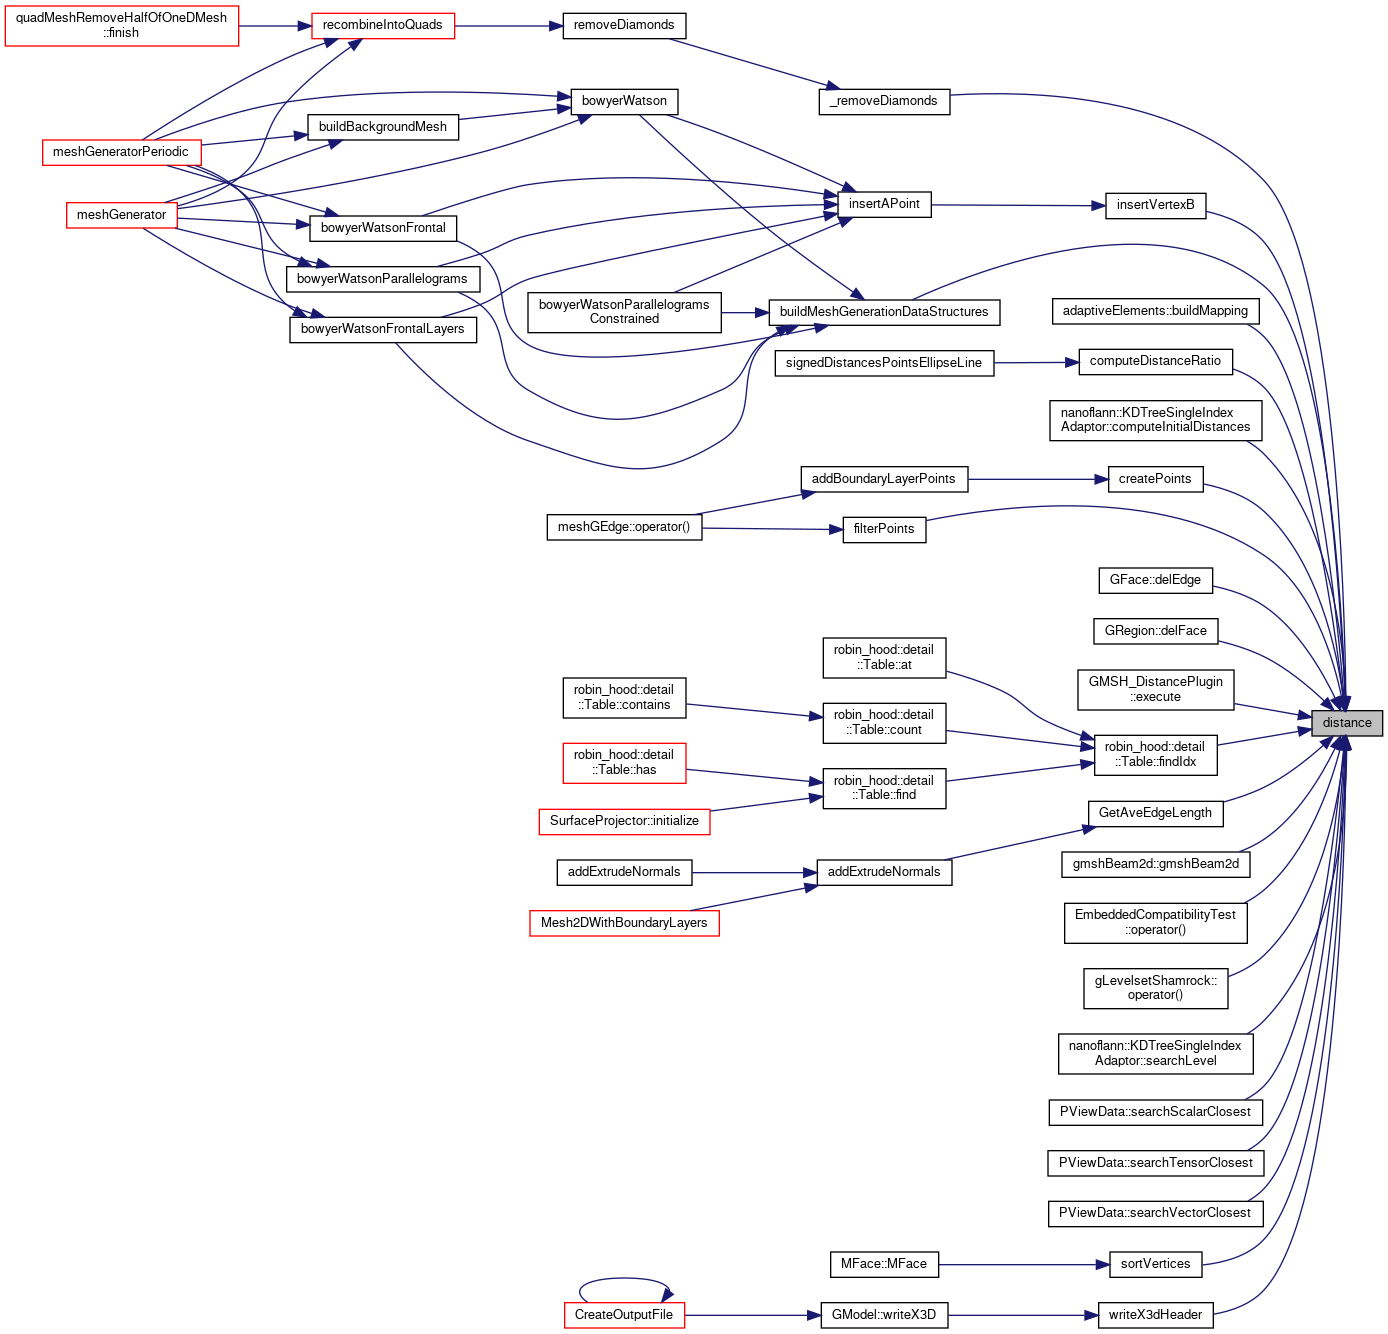 quadMeshRemoveHalfOfOneDMesh
::finish
recombineIntoQuads
removeDiamonds
_removeDiamonds
bowyerWatson
buildBackgroundMesh
meshGeneratorPeriodic
meshGenerator
bowyerWatsonFrontal
bowyerWatsonParallelograms
bowyerWatsonFrontalLayers
insertAPoint
insertVertexB
bowyerWatsonParallelograms
Constrained
buildMeshGenerationDataStructures
adaptiveElements::buildMapping
signedDistancesPointsEllipseLine
computeDistanceRatio
nanoflann::KDTreeSingleIndex
Adaptor::computeInitialDistances
addBoundaryLayerPoints
createPoints
meshGEdge::operator()
filterPoints
GFace::delEdge
GRegion::delFace
robin_hood::detail
::Table::at
GMSH_DistancePlugin
::execute
robin_hood::detail
::Table::contains
robin_hood::detail
::Table::count
distance
robin_hood::detail
::Table::has
robin_hood::detail
::Table::find
robin_hood::detail
::Table::findIdx
SurfaceProjector::initialize
GetAveEdgeLength
addExtrudeNormals
addExtrudeNormals
gmshBeam2d::gmshBeam2d
Mesh2DWithBoundaryLayers
EmbeddedCompatibilityTest
::operator()
gLevelsetShamrock::
operator()
nanoflann::KDTreeSingleIndex
Adaptor::searchLevel
PViewData::searchScalarClosest
PViewData::searchTensorClosest
PViewData::searchVectorClosest
MFace::MFace
sortVertices
CreateOutputFile
GModel::writeX3D
writeX3dHeader